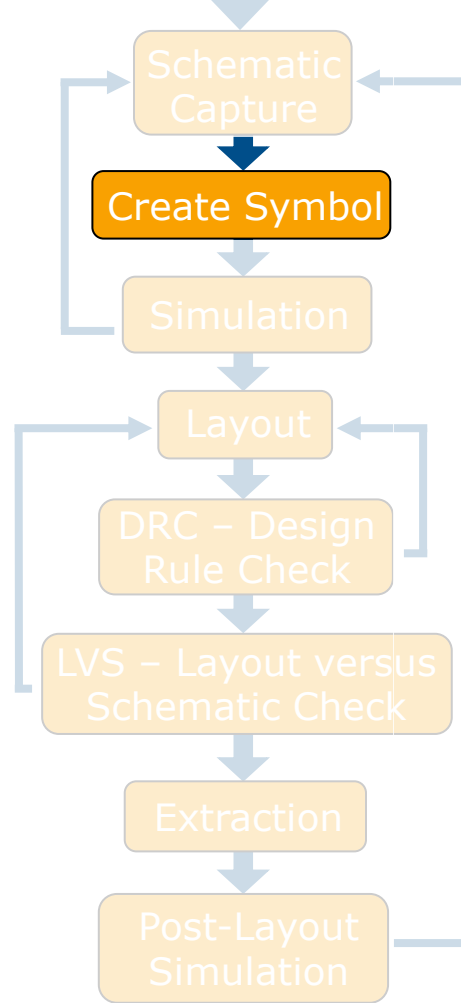 Schematic
Capture
Create Symbol
Simulation
Layout
DRC – Design
Rule Check
LVS – Layout versus
Schematic Check
Extraction
Post-Layout
Simulation